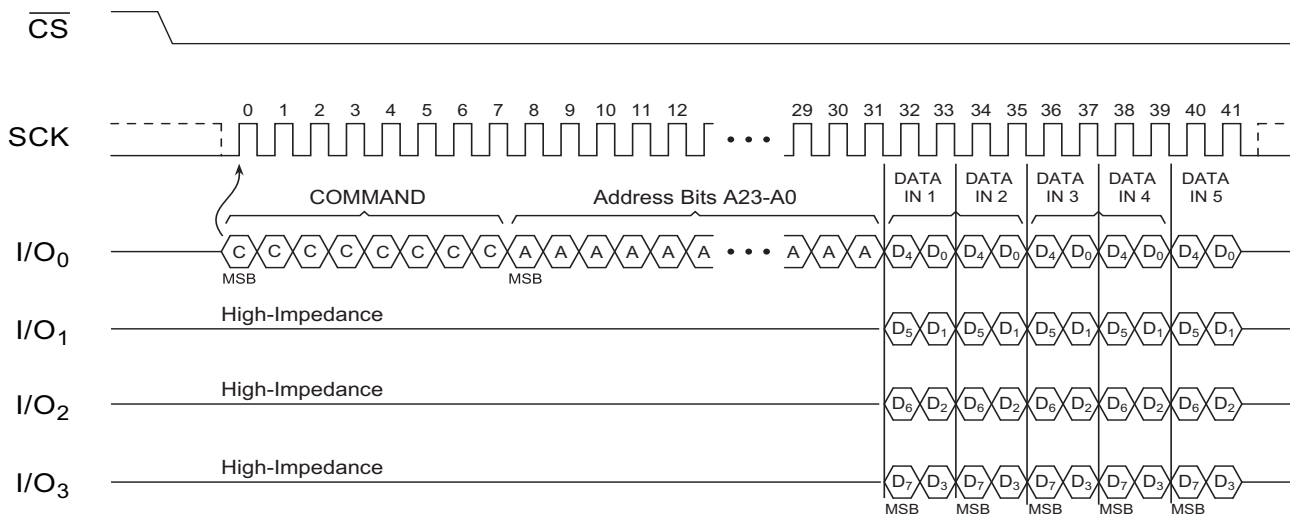 CS
0 1 2 3 4 5 6 7 8 9 10 11 12 29 30 31 32 33 34 35 36 37 38 39 40 41
SCK
DATA IN 1
DATA IN 2
DATA IN 3
DATA IN 4
DATA IN 5
COMMAND
Address Bits A23-A0
I/O0 C C C C C C C C A A A A A A A A A D4 D0 D4 D0 D4 D0 D4 D0 D4 D0
MSB MSB
High-Impedance
I/O1 D5 D1 D5 D1 D5 D1 D5 D1 D5 D1
High-Impedance
I/O2 D6 D2 D6 D2 D6 D2 D6 D2 D6 D2
High-Impedance
I/O3 D7 D3 D7 D3 D7 D3 D7 D3 D7 D3
MSB MSB MSB MSB MSB